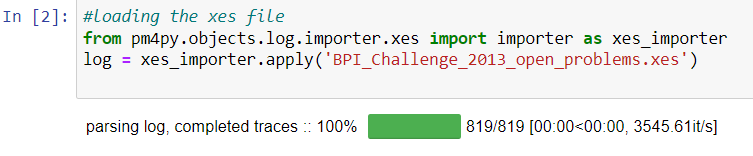 In [2]: #loading the xes file
from pm4py.objects.log.importer.xes import importer as xes_importer
log = xes_importer.apply('BPI_Challenge_2013_open_problems.xes')
parsing log, completed traces :: 100% 819/819 [00:00<00:00, 3545.61it/s]